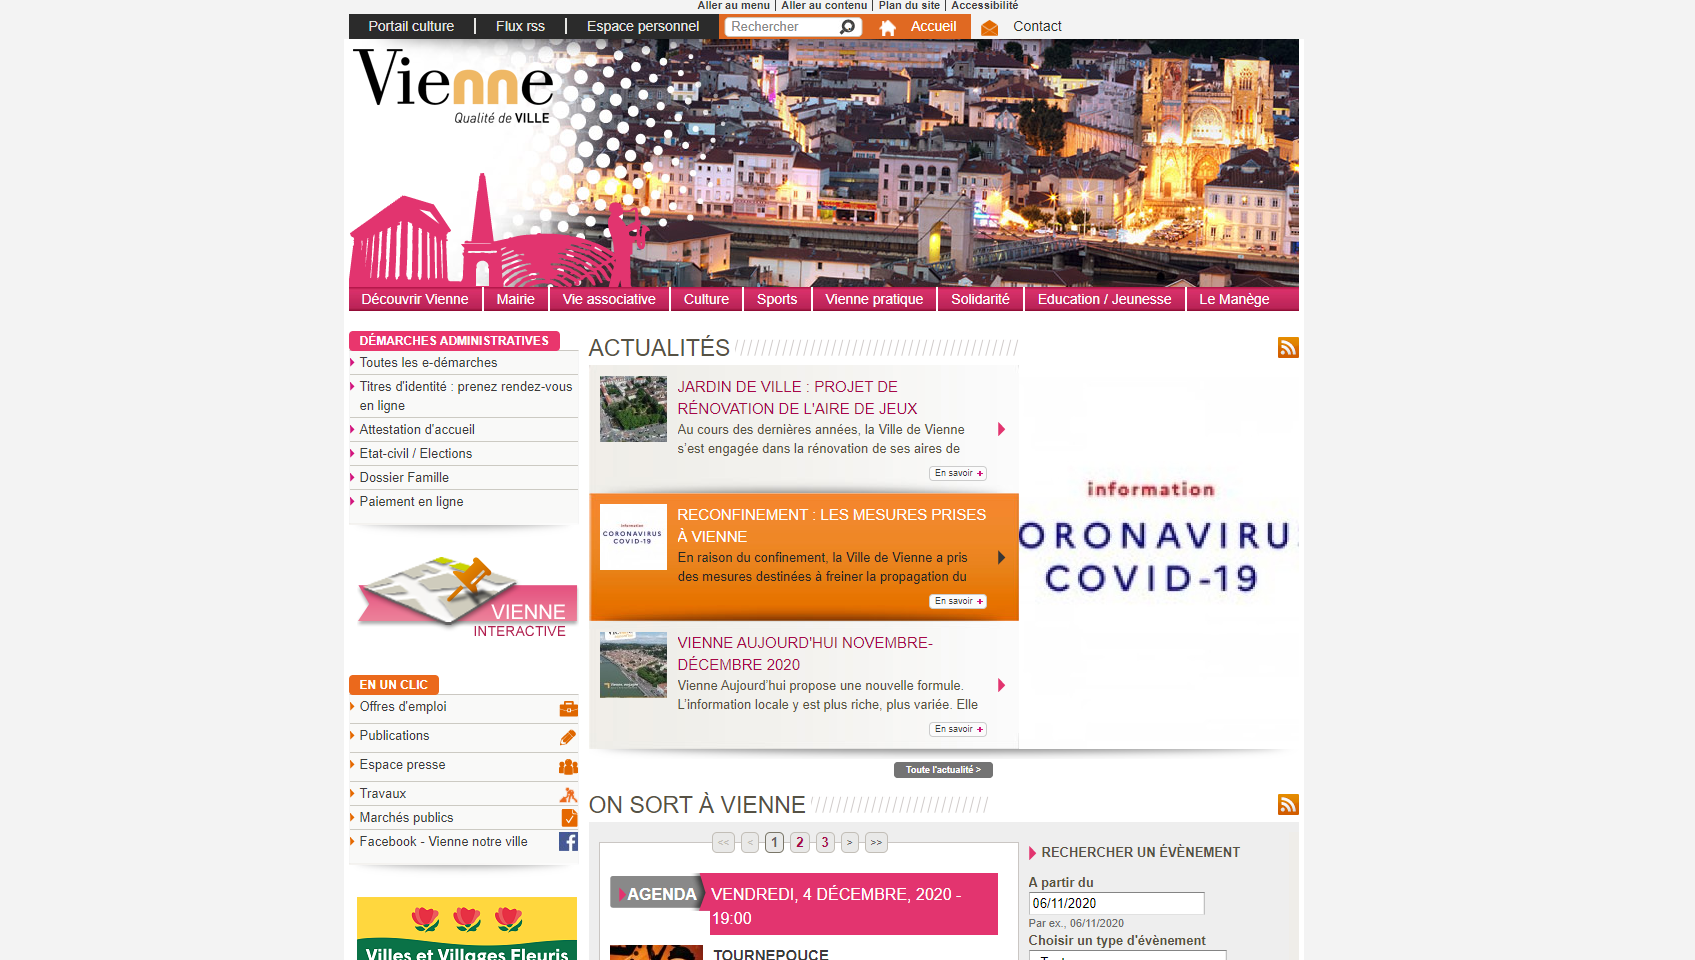 Aller au menu | Aller au contenu | Plan du site | Accessibilité
Portail culture | Flux rss | Espace personnel Rechercher Accueil Contact
Vienne
Qualité de VILLE
Découvrir Vienne Mairie Vie associative Culture Sports Vienne pratique Solidarité Education / Jeunesse Le Manège
DÉMARCHES ADMINISTRATIVES
Toutes les e-démarches
Titres d'identité : prenez rendez-vous
en ligne
Attestation d'accueil
Etat-civil / Elections
Dossier Famille
Paiement en ligne
VIENNE
INTERACTIVE
EN UN CLIC
Offres d'emploi
Publications
Espace presse
Travaux
Marchés publics
Facebook - Vienne notre ville
Villes et Villages Fleuris
ACTUALITÉS
JARDIN DE VILLE : PROJET DE
RÉNOVATION DE L'AIRE DE JEUX
Au cours des dernières années, la Ville de Vienne
s'est engagée dans la rénovation de ses aires de
En savoir +
information
CORONAVIRUS
COVID-19
RECONFINEMENT : LES MESURES PRISES
À VIENNE
En raison du confinement, la Ville de Vienne a pris
des mesures destinées à freiner la propagation du
En savoir +
VIENNE AUJOURD'HUI NOVEMBRE-
DÉCEMBRE 2020
Vienne Aujourd'hui propose une nouvelle formule.
L'information locale y est plus riche, plus variée. Elle
En savoir +
information
ORONAVIRU
COVID-19
Toute l'actualité >
ON SORT À VIENNE
<< < 1 2 3 > >>
AGENDA
VENDREDI, 4 DÉCEMBRE, 2020 -
19:00
TOURNEPOUCE
RECHERCHER UN ÉVÈNEMENT
A partir du
06/11/2020
Par ex., 06/11/2020
Choisir un type d'évènement